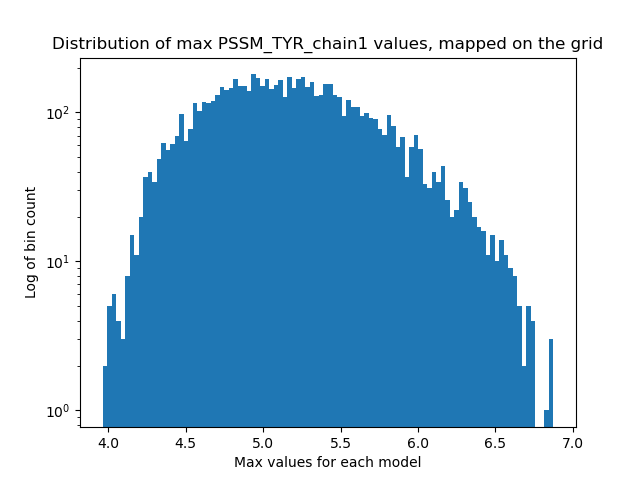 Distribution of max PSSM_TYR_chain1 values, mapped on the grid
Log of bin count
10²
10¹
10⁰
4.0 4.5 5.0 5.5 6.0 6.5 7.0
Max values for each model